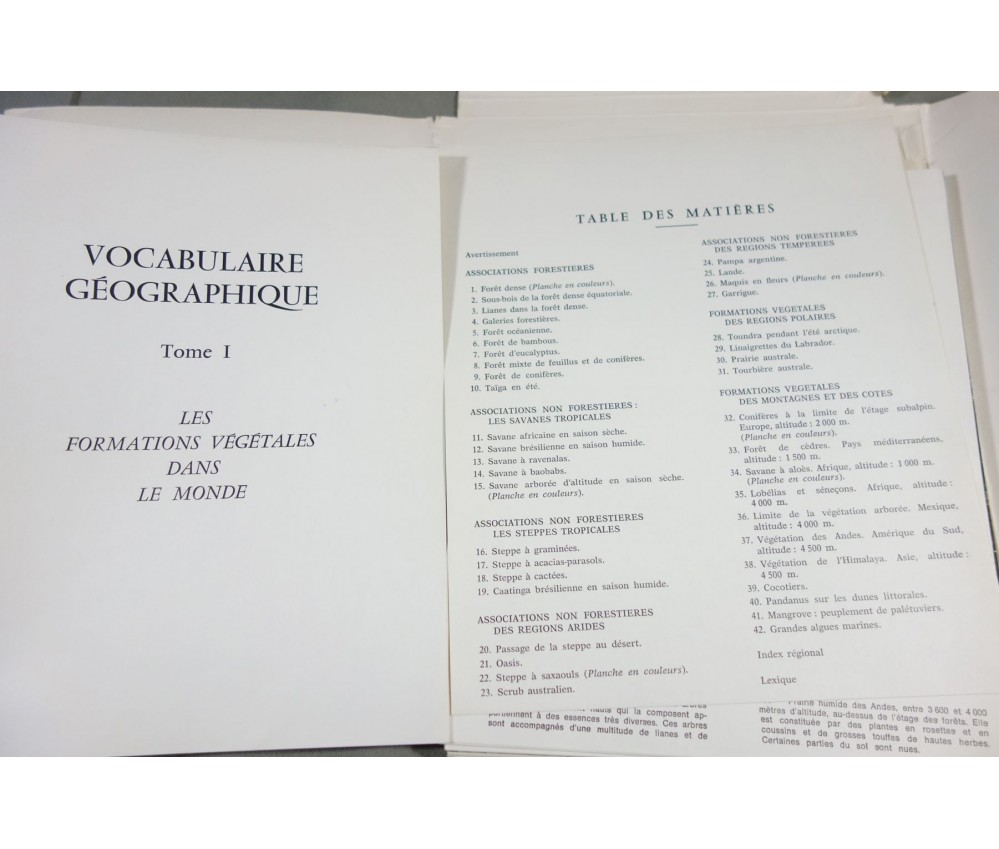 VOCABULAIRE
GÉOGRAPHIQUE
Tome I
LES
FORMATIONS VÉGÉTALES
DANS
LE MONDE
TABLE DES MATIÈRES
Avertissement
ASSOCIATIONS FORESTIERES
1. Forêt dense (Planche en couleurs).
2. Sous-bois de la forêt dense équatoriale.
3. Lianes dans la forêt dense.
4. Galeries forestières.
5. Forêt océanienne.
6. Forêt de bambous.
7. Forêt d'eucalyptus.
8. Forêt mixte de feuillus et de conifères.
9. Forêt de conifères.
10. Taïga en été.
ASSOCIATIONS NON FORESTIERES :
LES SAVANES TROPICALES
11. Savane africaine en saison sèche.
12. Savane brésilienne en saison humide.
13. Savane à ravenalas.
14. Savane à baobabs.
15. Savane arborée d'altitude en saison sèche.
(Planche en couleurs).
ASSOCIATIONS NON FORESTIERES
LES STEPPES TROPICALES
16. Steppe à graminées.
17. Steppe à acacias-parasols.
18. Steppe à cactées.
19. Caatinga brésilienne en saison humide.
ASSOCIATIONS NON FORESTIERES
DES REGIONS ARIDES
20. Passage de la steppe au désert.
21. Oasis.
22. Steppe à saxaouls (Planche en couleurs).
23. Scrub australien.
ASSOCIATIONS NON FORESTIERES
DES REGIONS TEMPEREES
24. Pampa argentine.
25. Lande.
26. Maquis en fleurs (Planche en couleurs).
27. Garrigue.
FORMATIONS VEGETALES
DES REGIONS POLAIRES
28. Toundra pendant l'été arctique.
29. Linaigrettes du Labrador.
30. Prairie australe.
31. Tourbière australe.
FORMATIONS VEGETALES
DES MONTAGNES ET DES COTES
32. Conifères à la limite de l'étage subalpin.
Europe, altitude : 2 000 m.
(Planche en couleurs).
33. Forêt de cèdres. Pays méditerranéens,
altitude : 1 500 m.
34. Savane à aloès. Afrique, altitude : 1 000 m.
(Planche en couleurs).
35. Lobélias et séneçons. Afrique, altitude :
4 000 m.
36. Limite de la végétation arborée. Mexique,
altitude : 4 000 m.
37. Végétation des Andes. Amérique du Sud,
altitude : 4 500 m.
38. Végétation de l'Himalaya. Asie, altitude :
4 500 m.
39. Cocotiers.
40. Pandanus sur les dunes littorales.
41. Mangrove : peuplement de palétuviers.
42. Grandes algues marines.
Index régional
Lexique
hauts qui la composent ap-
partiennent à des essences très diverses. Ces arbres
sont accompagnés d'une multitude de lianes et de
Prairie humide des Andes, entre 3 600 et 4 000
mètres d'altitude, au-dessus de l'étage des forêts. Elle
est constituée par des plantes en rosettes et en
coussins et de grosses touffes de hautes herbes.
Certaines parties du sol sont nues.